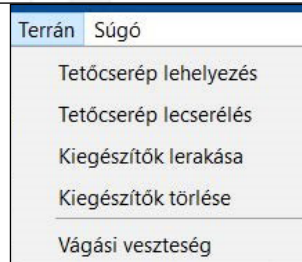 Terrán Súgó
Tetőcserép lehelyezés
Tetőcserép lecserélés
Kiegészítők lerakása
Kiegészítők törlése
Vágási veszteség